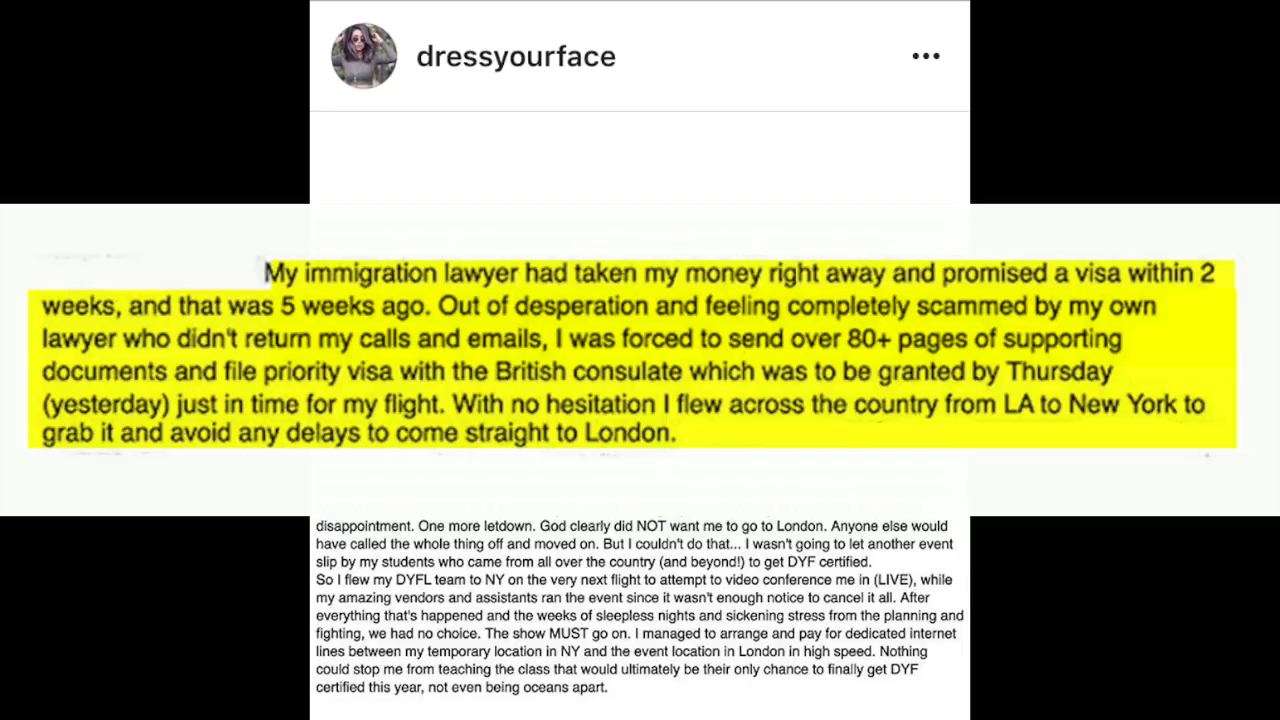 dressyourface
My immigration lawyer had taken my money right away and promised a visa within 2
weeks, and that was 5 weeks ago. Out of desperation and feeling completely scammed by my own
lawyer who didn't return my calls and emails, I was forced to send over 80+ pages of supporting
documents and file priority visa with the British consulate which was to be granted by Thursday
(yesterday) just in time for my flight. With no hesitation I flew across the country from LA to New York to
grab it and avoid any delays to come straight to London.
disappointment. One more letdown. God clearly did NOT want me to go to London. Anyone else would
have called the whole thing off and moved on. But I couldn't do that... I wasn't going to let another event
slip by my students who came from all over the country (and beyond!) to get DYF certified.
So I flew my DYFL team to NY on the very next flight to attempt to video conference me in (LIVE), while
my amazing vendors and assistants ran the event since it wasn't enough notice to cancel it all. After
everything that's happened and the weeks of sleepless nights and sickening stress from the planning and
fighting, we had no choice. The show MUST go on. I managed to arrange and pay for dedicated internet
lines between my temporary location in NY and the event location in London in high speed. Nothing
could stop me from teaching the class that would ultimately be their only chance to finally get DYF
certified this year, not even being oceans apart.